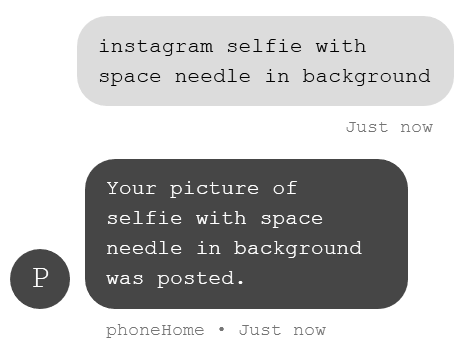 instagram selfie with
space needle in background
Just now
Your picture of
selfie with space
needle in background
was posted.
P
phoneHome • Just now